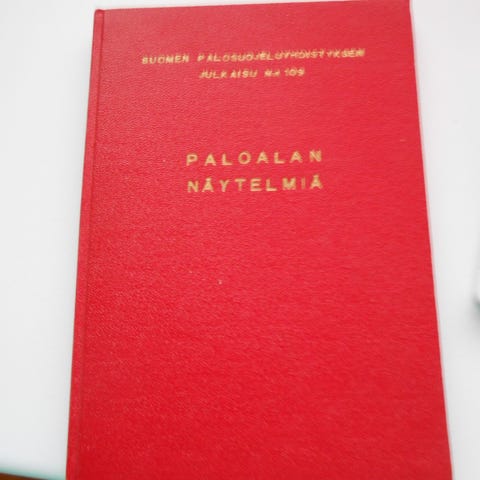 SUOMEN PALOSUOJELUYHDISTYKSEN
JULKAISU N:o 109
PALOALAN
NÄYTELMIÄ